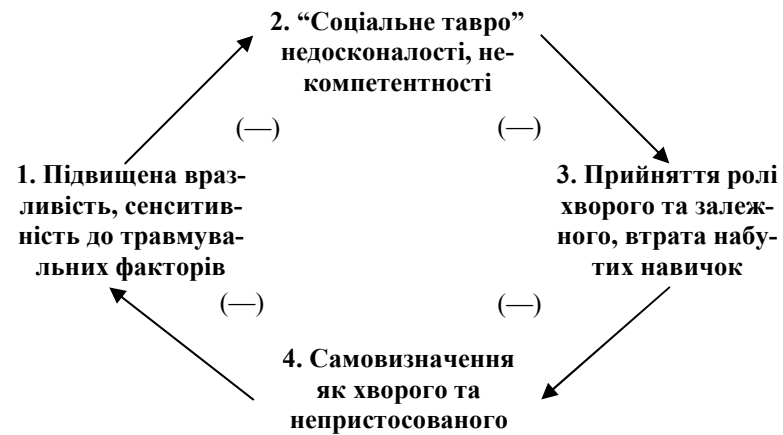 2. “Соціальне тавро”
недосконалості, не-
компетентності
(—)
(—)
1. Підвищена враз-
ливість, сенситив-
ність до травмува-
льних факторів
3. Прийняття ролі
хворого та залеж-
ного, втрата набу-
тих навичок
(—)
(—)
4. Самовизначення
як хворого та
непристосованого